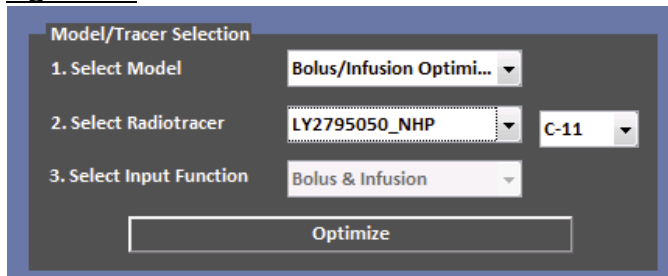 Model/Tracer Selection
1. Select Model Bolus/Infusion Optimi...
2. Select Radiotracer LY2795050_NHP C-11
3. Select Input Function Bolus & Infusion
Optimize